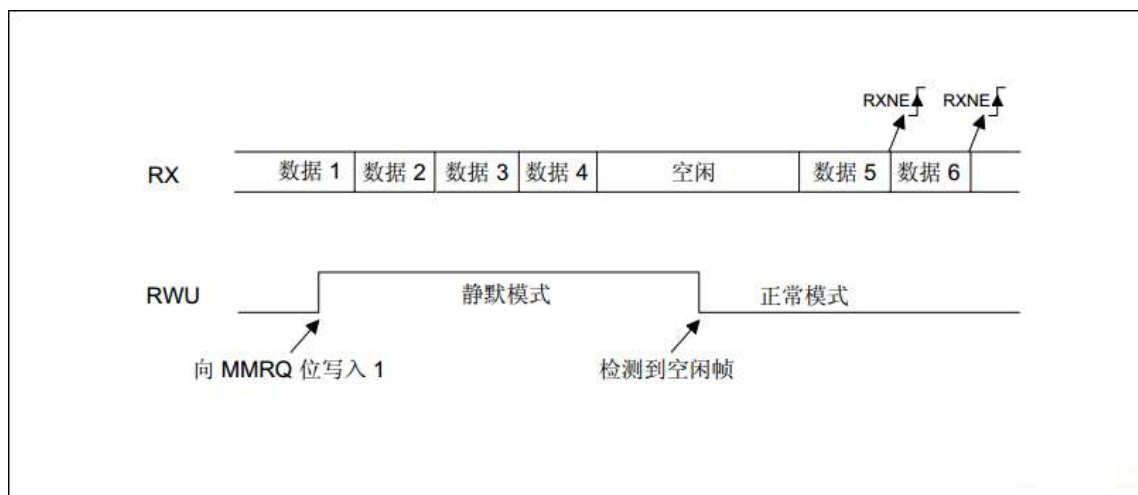 RXNE RXNE
RX 数据 1 数据 2 数据 3 数据 4 空闲 数据 5 数据 6
RWU 静默模式 正常模式
向 MMRQ 位写入 1 检测到空闲帧